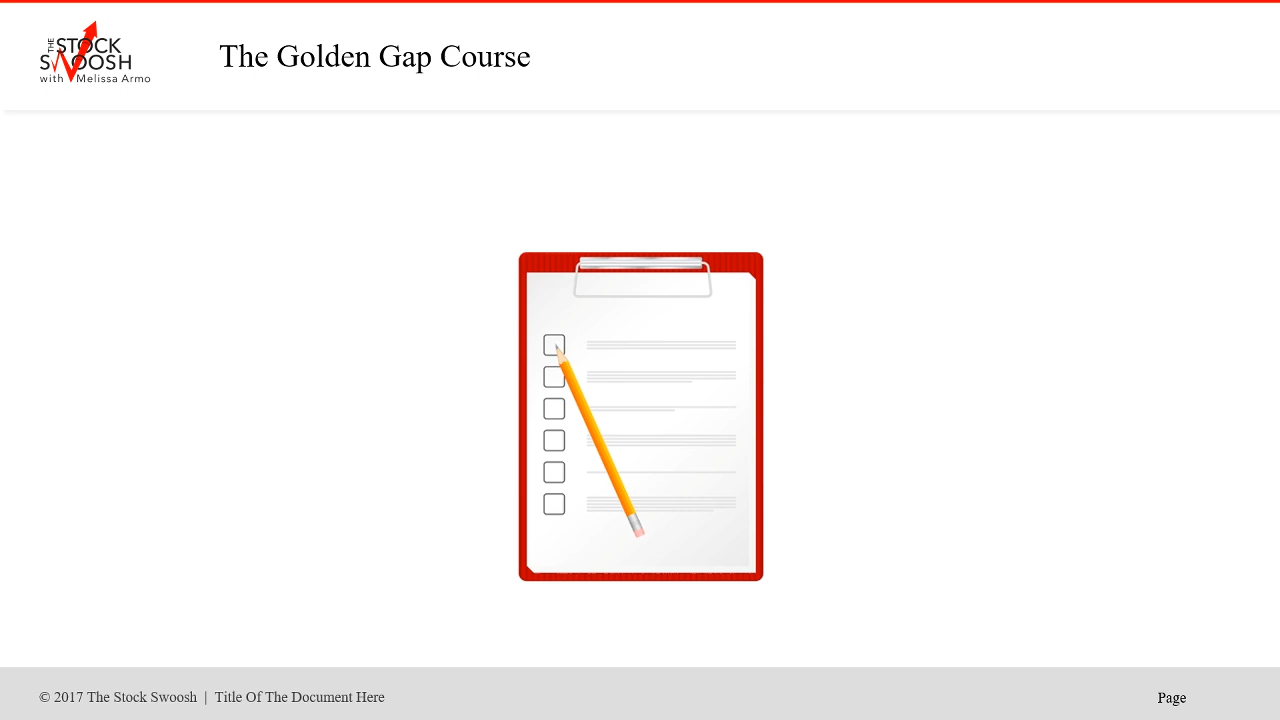 THE STOCK
SWOOSH
with Melissa Armo
The Golden Gap Course
© 2017 The Stock Swoosh | Title Of The Document Here
Page